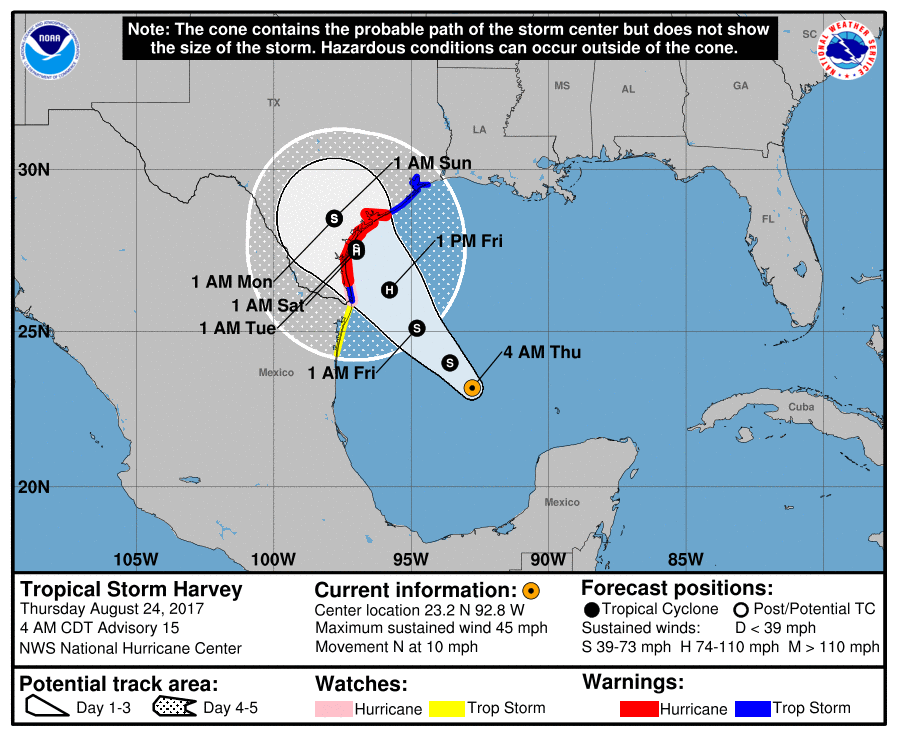 Note: The cone contains the probable path of the storm center but does not show
the size of the storm. Hazardous conditions can occur outside of the cone.
NOAA
NATIONAL WEATHER SERVICE
SC
TX
MS
AL
GA
LA
1 AM Sun
30N
FL
1 PM Fri
S
H
H
1 AM Mon
1 AM Sat
1 AM Tue
25N
S
4 AM Thu
S
Mexico
1 AM Fri
Cuba
20N
Mexico
105W
100W
95W
90W
85W
Tropical Storm Harvey
Thursday August 24, 2017
4 AM CDT Advisory 15
NWS National Hurricane Center
Current information:
Center location 23.2 N 92.8 W
Maximum sustained wind 45 mph
Movement N at 10 mph
Forecast positions:
Tropical Cyclone Post/Potential TC
Sustained winds: D < 39 mph
S 39-73 mph H 74-110 mph M > 110 mph
Potential track area:
Day 1-3 Day 4-5
Watches:
Hurricane Trop Storm
Warnings:
Hurricane Trop Storm